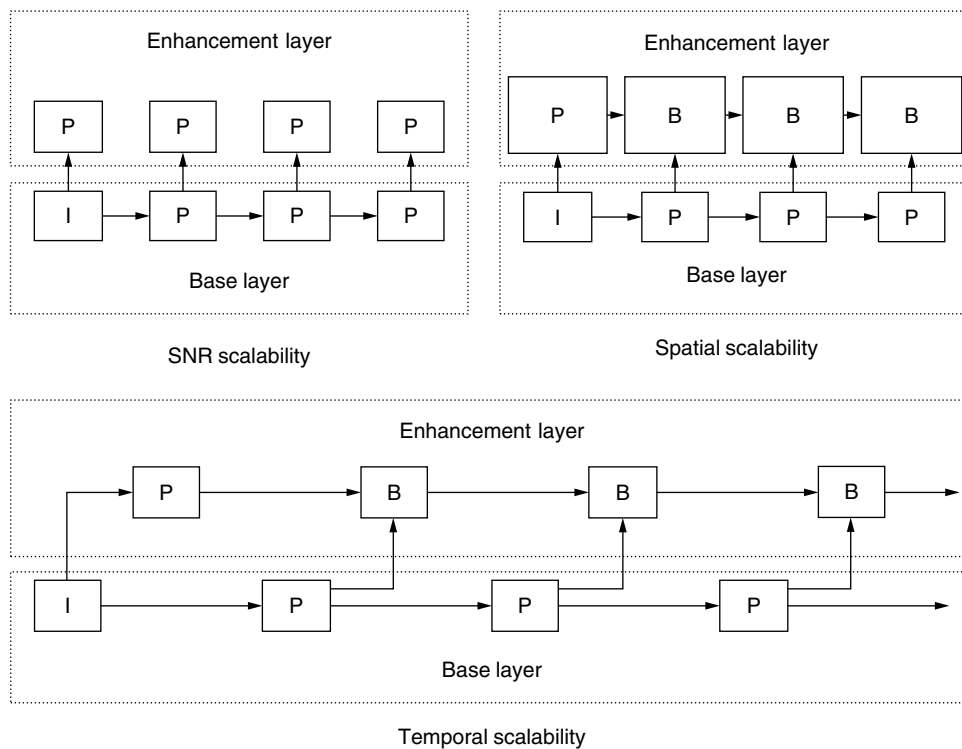 Enhancement layer
P P P P
I P P P
Base layer
SNR scalability
Enhancement layer
P B B B
I P P P
Base layer
Spatial scalability
Enhancement layer
P B B B
I P P P
Base layer
Temporal scalability